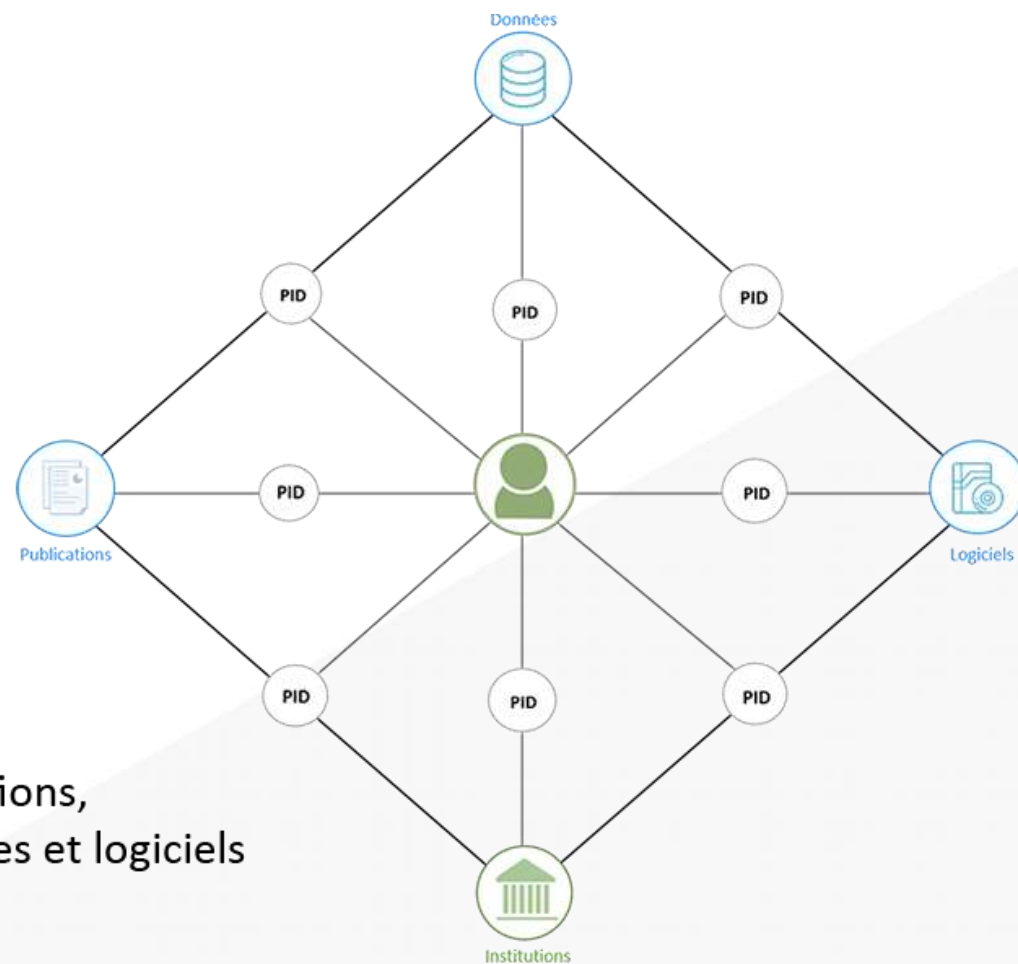 Données
PID
PID
PID
PID
PID
Publications
Logiciels
PID
PID
PID
ions,
es et logiciels
Institutions